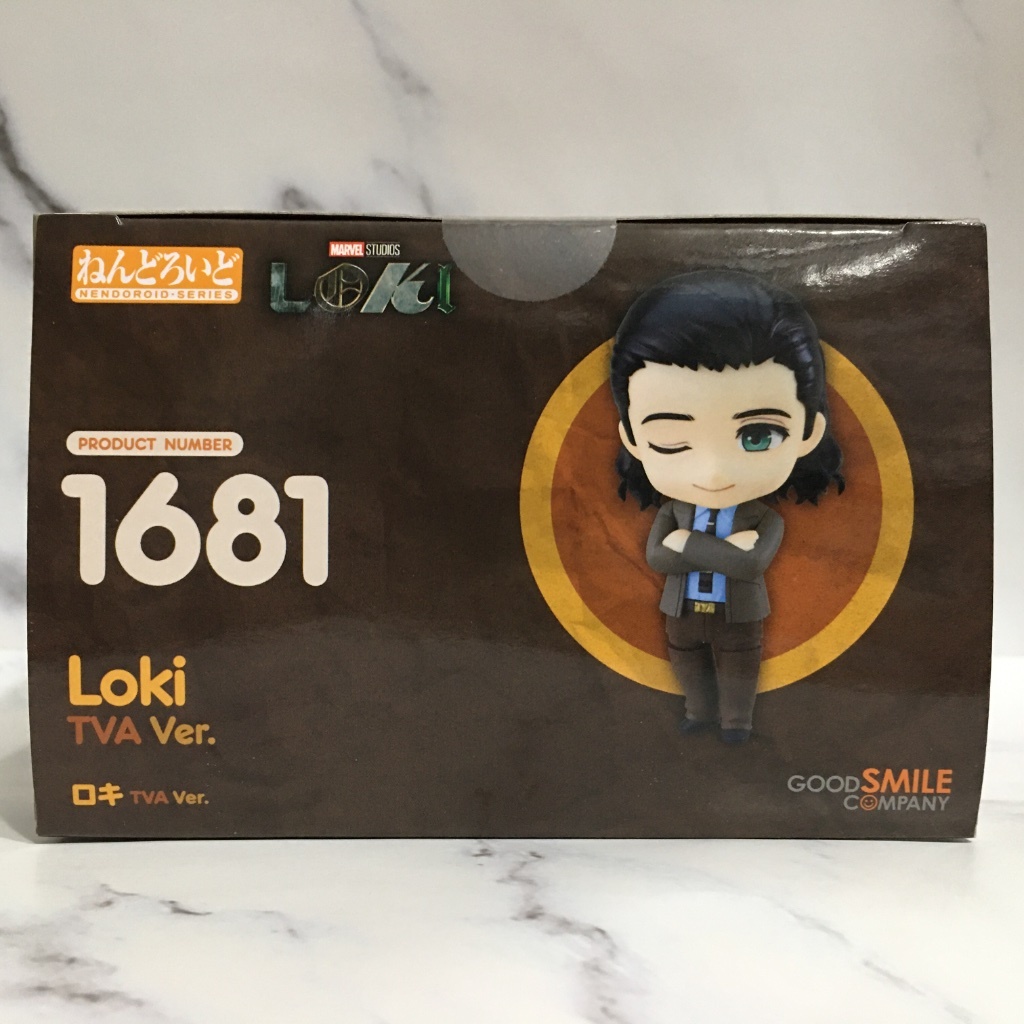 ねんどろいど
NENDOROID•SERIES
MARVEL STUDIOS
LOKI
PRODUCT NUMBER
1681
Loki
TVA Ver.
ロキ TVA Ver.
GOOD SMILE
COMPANY